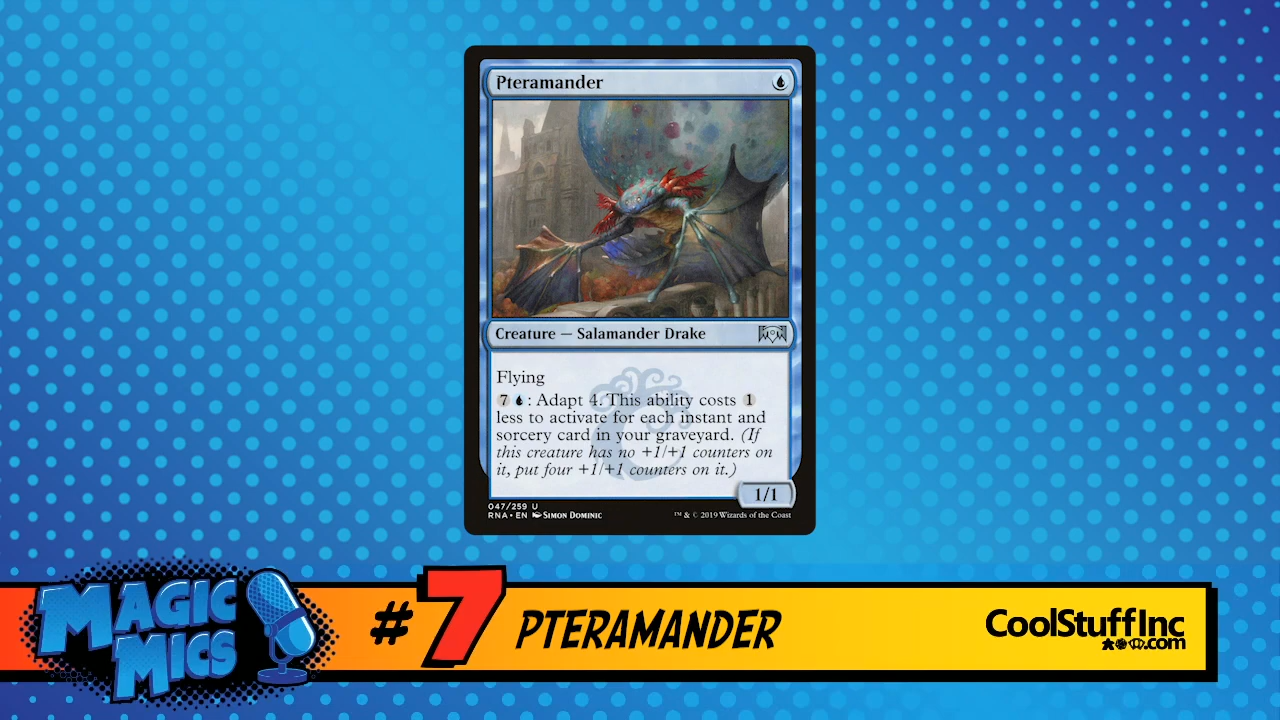 Pteramander
Creature — Salamander Drake
Flying
7 : Adapt 4. This ability costs 1
less to activate for each instant and
sorcery card in your graveyard. (If
this creature has no +1/+1 counters on
it, put four +1/+1 counters on it.)
1/1
047/259 U
RNA • EN SIMON DOMINIC
™ & © 2019 Wizards of the Coast
MAGIC
MICS
#7 PTERAMANDER
CoolStuffInc
.com